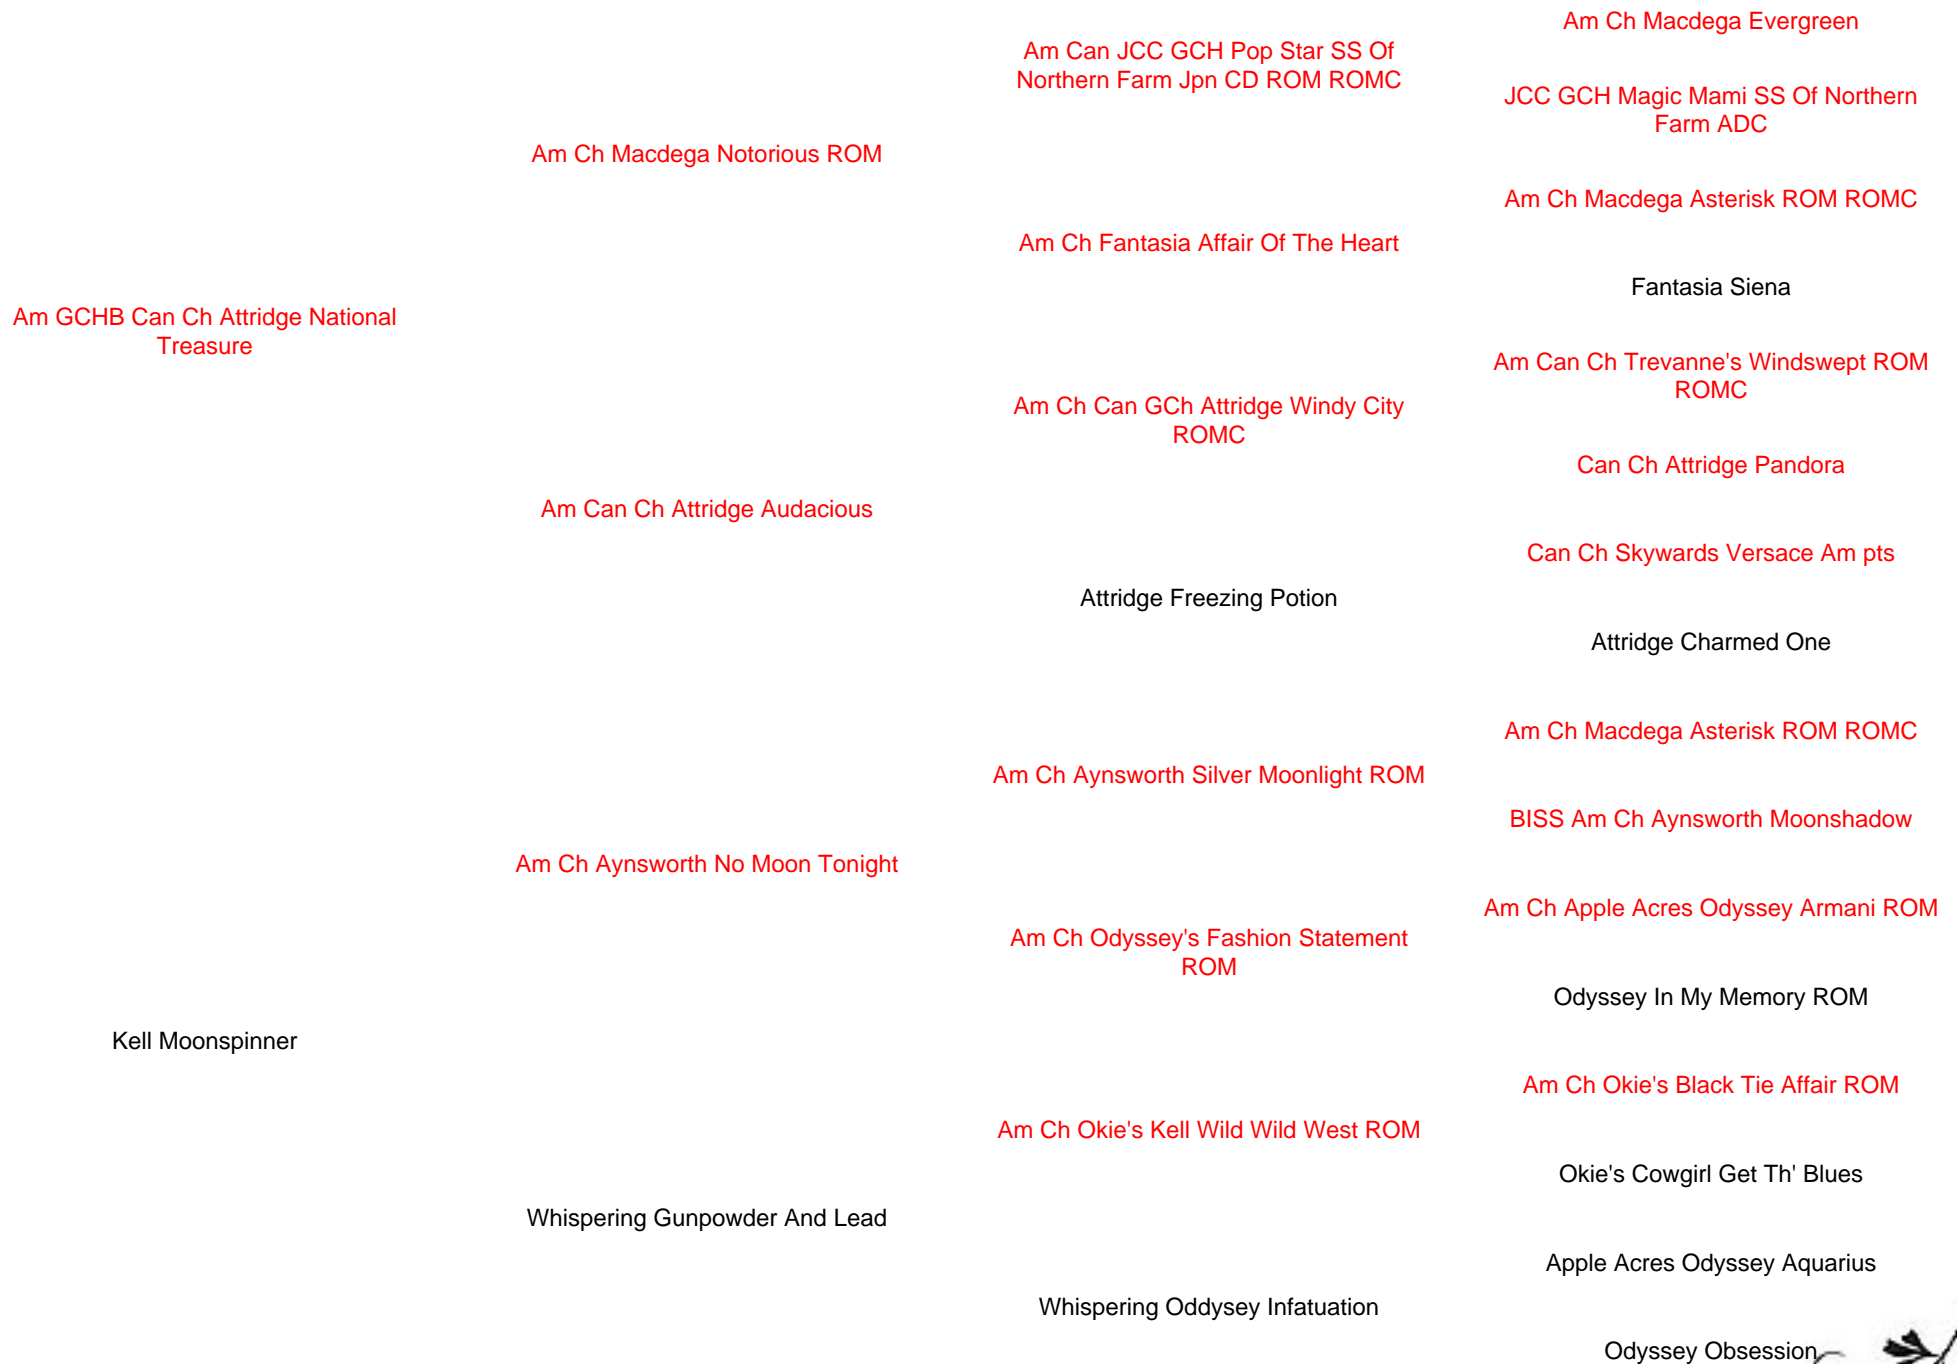 Am Ch Macdega Evergreen
Am Can JCC GCH Pop Star SS Of
Northern Farm Jpn CD ROM ROMC
JCC GCH Magic Mami SS Of Northern
Farm ADC
Am Ch Macdega Notorious ROM
Am Ch Macdega Asterisk ROM ROMC
Am Ch Fantasia Affair Of The Heart
Fantasia Siena
Am GCHB Can Ch Attridge National
Treasure
Am Can Ch Trevanne's Windswept ROM
ROMC
Am Ch Can GCh Attridge Windy City
ROMC
Can Ch Attridge Pandora
Am Can Ch Attridge Audacious
Can Ch Skywards Versace Am pts
Attridge Freezing Potion
Attridge Charmed One
Am Ch Macdega Asterisk ROM ROMC
Am Ch Aynsworth Silver Moonlight ROM
BISS Am Ch Aynsworth Moonshadow
Am Ch Aynsworth No Moon Tonight
Am Ch Apple Acres Odyssey Armani ROM
Am Ch Odyssey's Fashion Statement
ROM
Odyssey In My Memory ROM
Kell Moonspinner
Am Ch Okie's Black Tie Affair ROM
Am Ch Okie's Kell Wild Wild West ROM
Okie's Cowgirl Get Th' Blues
Whispering Gunpowder And Lead
Apple Acres Odyssey Aquarius
Whispering Oddysey Infatuation
Odyssey Obsession